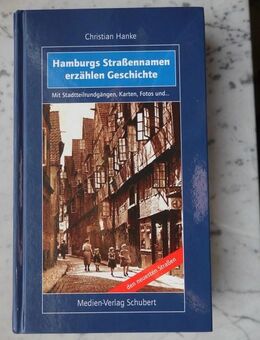 Christian Hanke
Hamburgs Straßennamen
erzählen Geschichte
Mit Stadtteilrundgängen, Karten, Fotos und...
den neuesten Straßen
Medien-Verlag Schubert